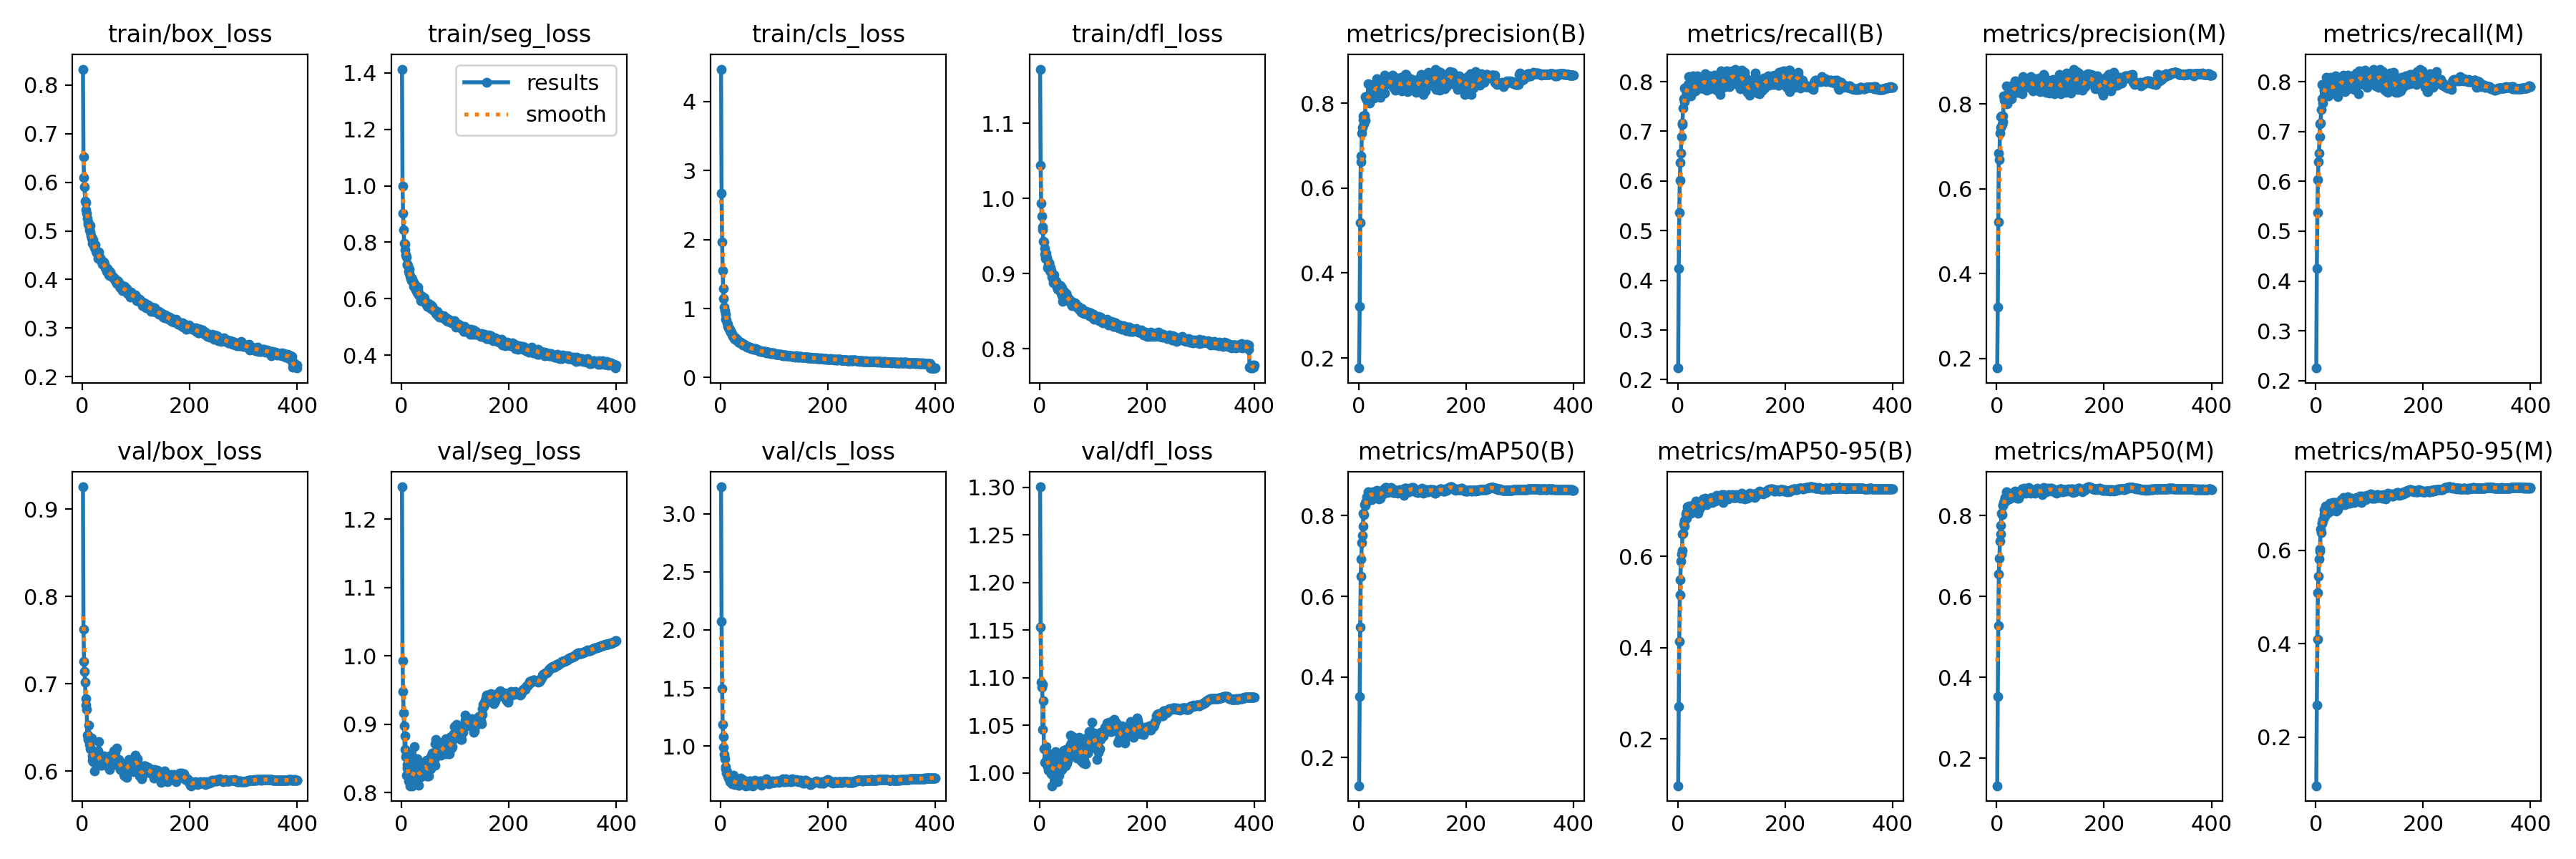 train/box_loss
train/seg_loss
train/cls_loss
train/dfl_loss
metrics/precision(B)
metrics/recall(B)
metrics/precision(M)
metrics/recall(M)
0.8
0.7
0.6
0.5
0.4
0.3
0.2
0 200 400
1.4
1.2
1.0
0.8
0.6
0.4
results
smooth
0 200 400
4
3
2
1
0
0 200 400
1.1
1.0
0.9
0.8
0 200 400
0.8
0.6
0.4
0.2
0 200 400
0.8
0.7
0.6
0.5
0.4
0.3
0.2
0 200 400
0.8
0.6
0.4
0.2
0 200 400
0.8
0.7
0.6
0.5
0.4
0.3
0.2
0 200 400
val/box_loss
val/seg_loss
val/cls_loss
val/dfl_loss
metrics/mAP50(B)
metrics/mAP50-95(B)
metrics/mAP50(M)
metrics/mAP50-95(M)
0.9
0.8
0.7
0.6
0 200 400
1.2
1.1
1.0
0.9
0.8
0 200 400
3.0
2.5
2.0
1.5
1.0
0 200 400
1.30
1.25
1.20
1.15
1.10
1.05
1.00
0 200 400
0.8
0.6
0.4
0.2
0 200 400
0.6
0.4
0.2
0 200 400
0.8
0.6
0.4
0.2
0 200 400
0.6
0.4
0.2
0 200 400